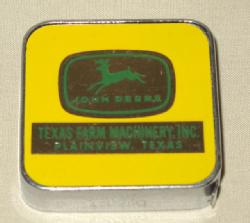 JOHN DEERE
TEXAS FARM MACHINERY, INC.
PLAINVIEW, TEXAS